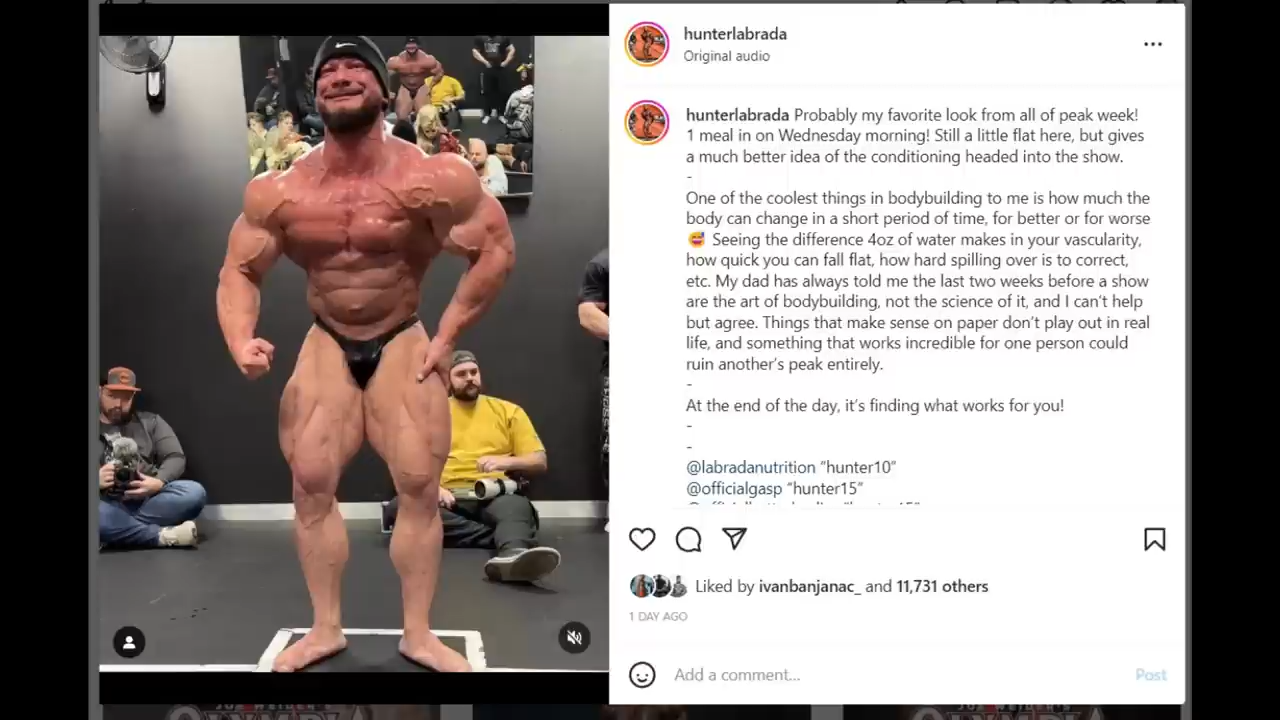 hunterlabrada
Original audio
hunterlabrada Probably my favorite look from all of peak week!
1 meal in on Wednesday morning! Still a little flat here, but gives
a much better idea of the conditioning headed into the show.
-
One of the coolest things in bodybuilding to me is how much the
body can change in a short period of time, for better or for worse
😅 Seeing the difference 4oz of water makes in your vascularity,
how quick you can fall flat, how hard spilling over is to correct,
etc. My dad has always told me the last two weeks before a show
are the art of bodybuilding, not the science of it, and I can’t help
but agree. Things that make sense on paper don’t play out in real
life, and something that works incredible for one person could
ruin another’s peak entirely.
-
At the end of the day, it’s finding what works for you!
-
-
@labradanutrition “hunter10”
@officialgasp “hunter15”
Liked by ivanbanjanac_ and 11,731 others
1 DAY AGO
Add a comment...
Post